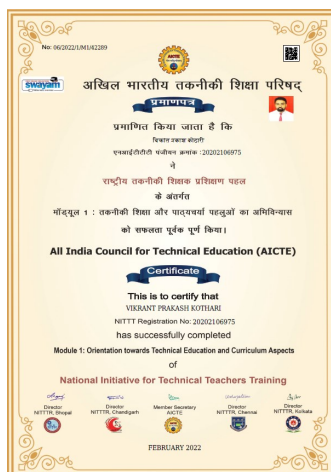 No: 06/2022/1/M1/42289
swayam
AICTE
अखिल भारतीय तकनीकी शिक्षा परिषद्
प्रमाणपत्र
प्रमाणित किया जाता है कि
विक्रांत प्रकाश कोठारी
एनआईटीटीटी पंजीयन क्रमांक :20202106975
ने
राष्ट्रीय तकनीकी शिक्षक प्रशिक्षण पहल
के अंतर्गत
मॉड्यूल 1 : तकनीकी शिक्षा और पाठ्यचर्या पहलुओं का अभिविन्यास
को सफलता पूर्वक पूर्ण किया।
All India Council for Technical Education (AICTE)
Certificate
This is to certify that
VIKRANT PRAKASH KOTHARI
NITTT Registration No: 20202106975
has successfully completed
Module 1: Orientation towards Technical Education and Curriculum Aspects
of
National Initiative for Technical Teachers Training
Director
NITTTR, Bhopal
Director
NITTTR, Chandigarh
Member Secretary
AICTE
Director
NITTTR, Chennai
Director
NITTTR, Kolkata
FEBRUARY 2022